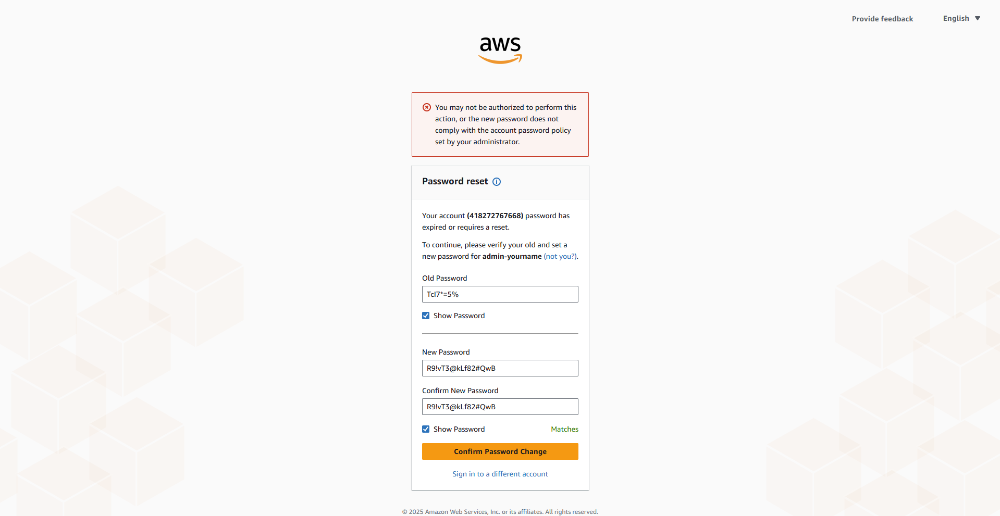 Provide feedback
English
aws
You may not be authorized to perform this
action, or the new password does not
comply with the account password policy
set by your administrator.
Password reset
Your account (418272767668) password has
expired or requires a reset.
To continue, please verify your old and set a
new password for admin-yourname (not you?).
Old Password
TcI7*=5%
Show Password
New Password
R9!vT3@kLf82#QwB
Confirm New Password
R9!vT3@kLf82#QwB
Show Password
Matches
Confirm Password Change
Sign in to a different account
© 2025 Amazon Web Services, Inc. or its affiliates. All rights reserved.